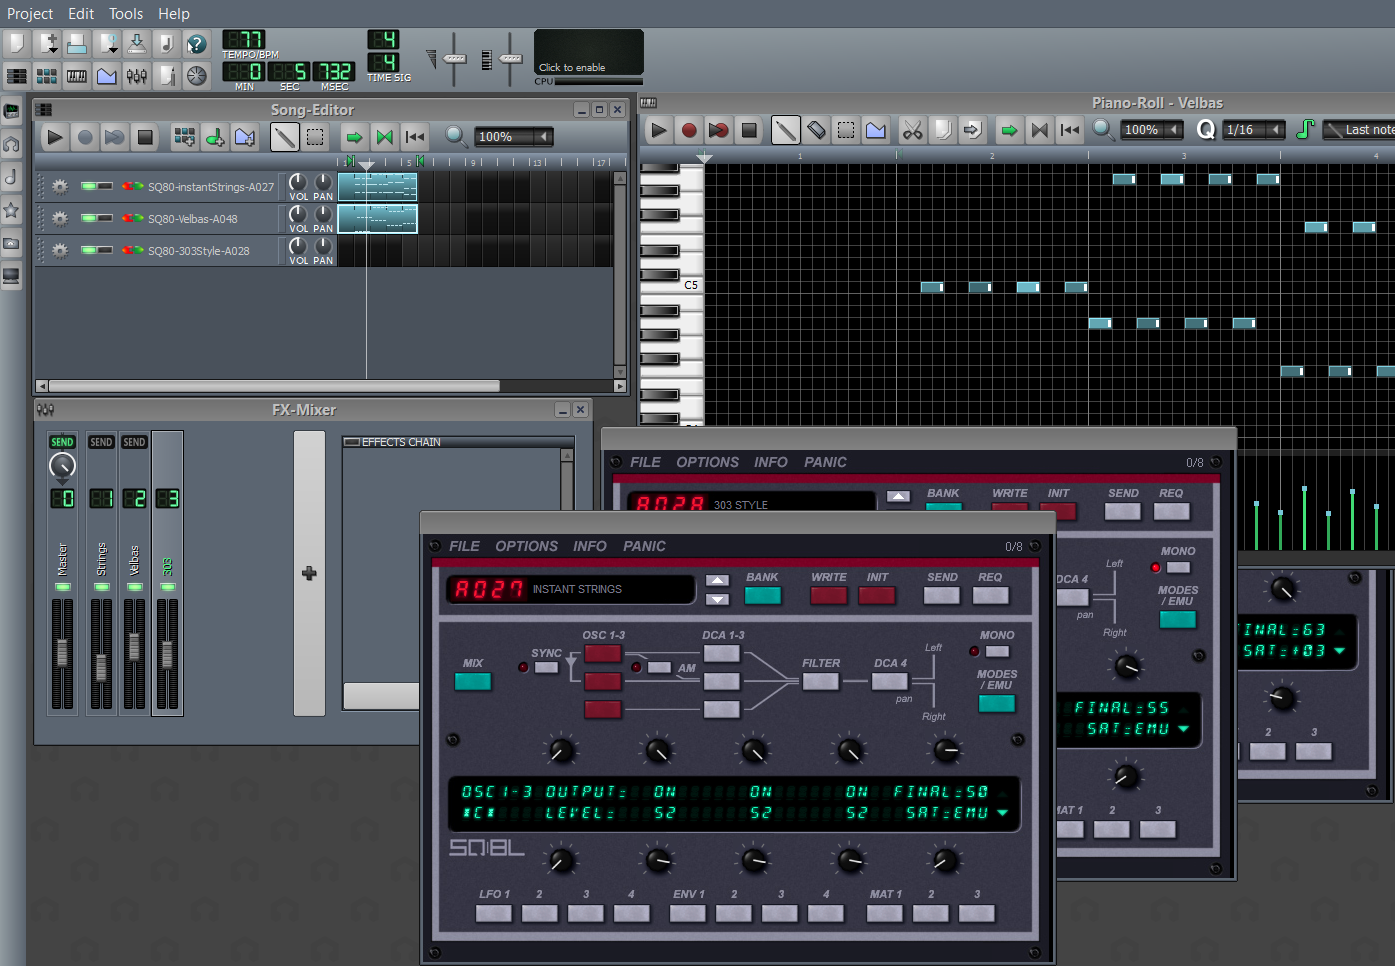 Project Edit Tools Help
77
TEMPO/BPM
0 5 732
MIN SEC MSEC
4
4
TIME SIG
Click to enable
CPU
Song-Editor
100%
1 5 9 13 17
SQ80-instantStrings-A027 VOL PAN
SQ80-Velbas-A048 VOL PAN
SQ80-303Style-A028 VOL PAN
Piano-Roll - Velbas
100% Q 1/16 Last note
1 2 3 4
C5
FX-Mixer
SEND SEND SEND
0 1 2 3
Master Strings Velbas 303
EFFECTS CHAIN
FILE OPTIONS INFO PANIC 0/8
A028 303 STYLE
BANK WRITE INIT SEND REQ
MONO
MODES / EMU
DCA 4
Left
pan
Right
FINAL=55
SAT=EMU
MAT 1 2 3
FINAL=63
SAT=+03
2 3
FILE OPTIONS INFO PANIC 0/8
A027 INSTANT STRINGS
BANK WRITE INIT SEND REQ
OSC 1-3 DCA 1-3 MONO
SYNC AM
MIX FILTER DCA 4
Left
pan
Right
MODES
/ EMU
OSC1-3 OUTPUT= ON ON ON FINAL=50
*C* LEVEL= 52 52 52 SAT=EMU
SQ8L
LFO 1 2 3 4 ENV 1 2 3 4 MAT 1 2 3